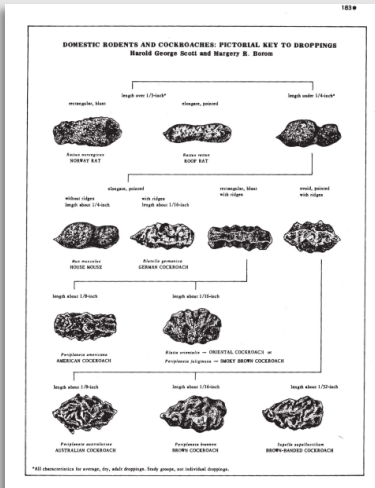 183●
DOMESTIC RODENTS AND COCKROACHES: PICTORIAL KEY TO DROPPINGS
Harold George Scott and Margery R. Borom
length over 1/2-inch* length under 1/4-inch*
rectangular, blunt elongate, pointed
Rattus norvegicus Rattus rattus
NORWAY RAT ROOF RAT
elongate, pointed rectangular, blunt ovoid, pointed
without ridges with ridges with ridges with ridges
length about 1/4-inch length about 1/16-inch
Mus musculus Blatella germanica
HOUSE MOUSE GERMAN COCKROACH
length about 1/8-inch length about 1/16-inch
Periplaneta americana Blatta orientalis — ORIENTAL COCKROACH or
AMERICAN COCKROACH Periplaneta fuliginosa — SMOKY BROWN COCKROACH
length about 1/8-inch length about 1/16-inch length about 1/32-inch
Periplaneta australasiae Periplaneta brunnea Supella supellectilium
AUSTRALIAN COCKROACH BROWN COCKROACH BROWN-BANDED COCKROACH
*All characteristics for average, dry, adult droppings. Study groups, not individual droppings.